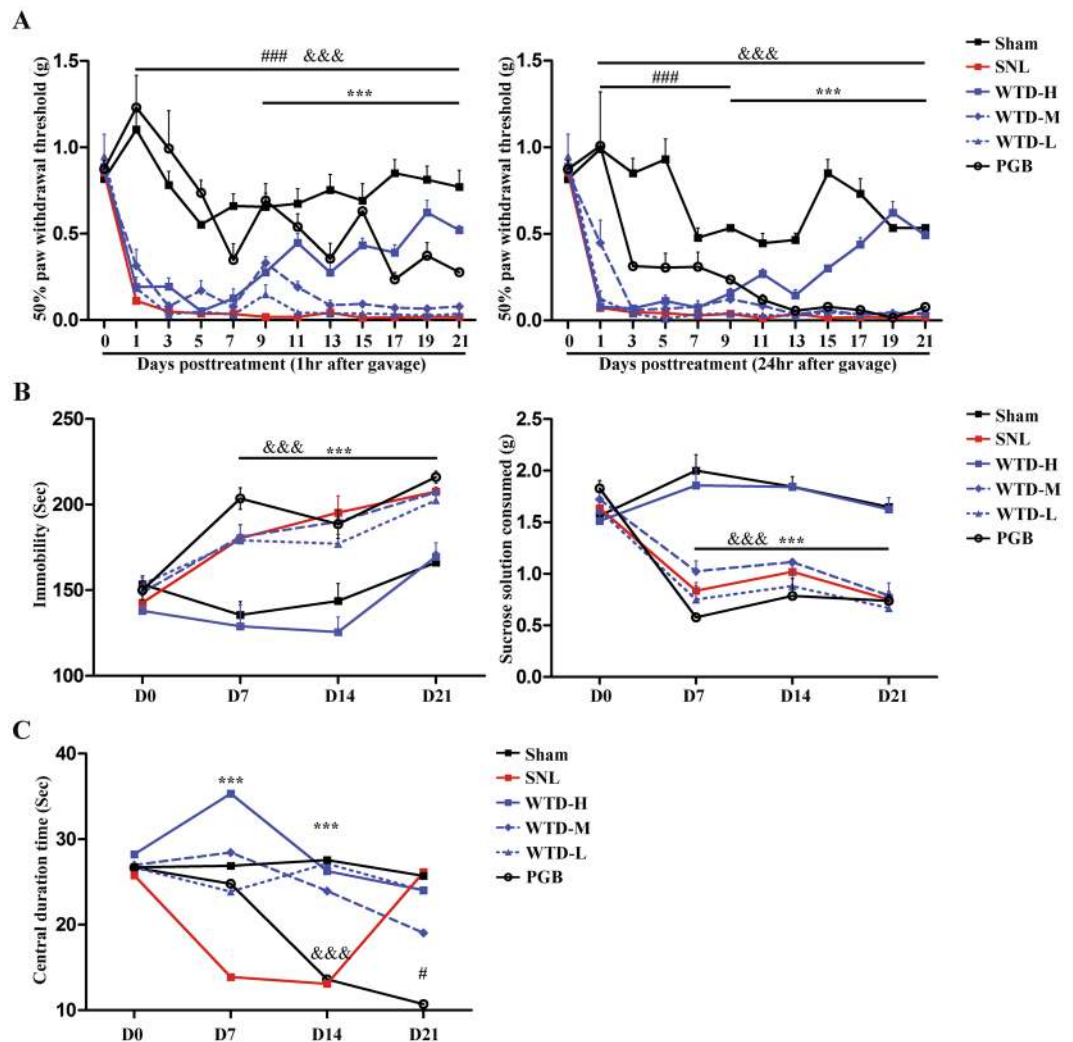 A
50% paw withdrawal threshold (g)
1.5
1.0
0.5
0.0
### &&&
***
0 1 3 5 7 9 11 13 15 17 19 21
Days posttreatment (1hr after gavage)
50% paw withdrawal threshold (g)
1.5
1.0
0.5
0.0
&&&
###
***
0 1 3 5 7 9 11 13 15 17 19 21
Days posttreatment (24hr after gavage)
Sham
SNL
WTD-H
WTD-M
WTD-L
PGB
B
Immobility (Sec)
250
200
150
100
&&& ***
D0 D7 D14 D21
Sucrose solution consumed (g)
2.5
2.0
1.5
1.0
0.5
0.0
&&& ***
D0 D7 D14 D21
Sham
SNL
WTD-H
WTD-M
WTD-L
PGB
C
Central duration time (Sec)
40
30
20
10
***
***
&&&
#
D0 D7 D14 D21
Sham
SNL
WTD-H
WTD-M
WTD-L
PGB